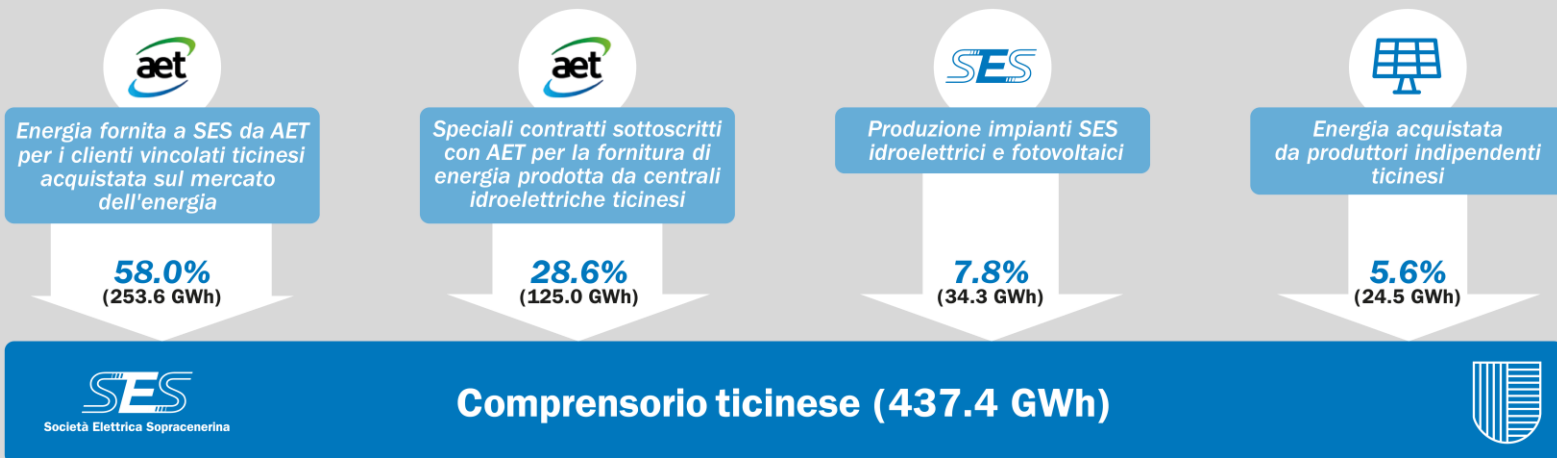 aet
Energia fornita a SES da AET
per i clienti vincolati ticinesi
acquistata sul mercato
dell'energia
58.0%
(253.6 GWh)
aet
Speciali contratti sottoscritti
con AET per la fornitura di
energia prodotta da centrali
idroelettriche ticinesi
28.6%
(125.0 GWh)
SES
Produzione impianti SES
idroelettrici e fotovoltaici
7.8%
(34.3 GWh)
Energia acquistata
da produttori indipendenti
ticinesi
5.6%
(24.5 GWh)
SES
Società Elettrica Sopracenerina
Comprensorio ticinese (437.4 GWh)